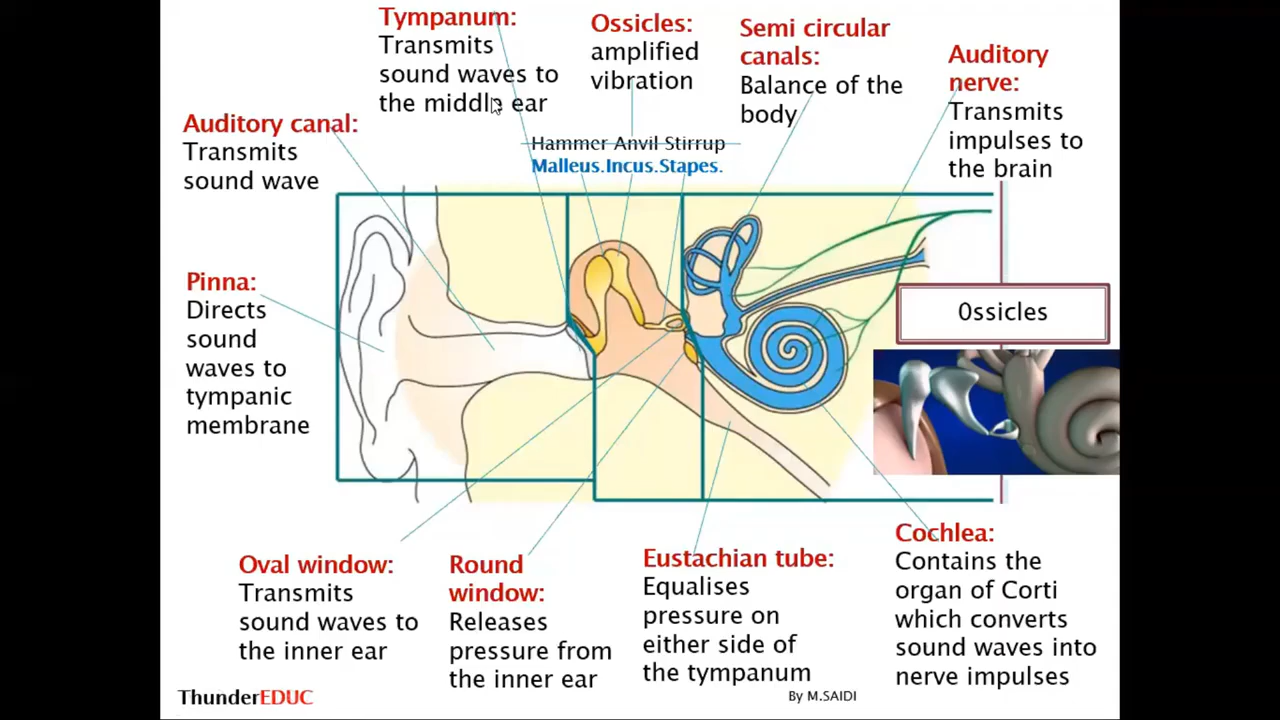 Tympanum:
Transmits
sound waves to
the middle ear
Ossicles:
amplified
vibration
Semi circular
canals:
Balance of the
body
Auditory
nerve:
Transmits
impulses to
the brain
Auditory canal:
Transmits
sound wave
Hammer Anvil Stirrup
Malleus.Incus.Stapes.
Pinna:
Directs
sound
waves to
tympanic
membrane
Ossicles
Oval window:
Transmits
sound waves to
the inner ear
Round
window:
Releases
pressure from
the inner ear
Eustachian tube:
Equalises
pressure on
either side of
the tympanum
Cochlea:
Contains the
organ of Corti
which converts
sound waves into
nerve impulses
ThunderEDUC
By M.SAIDI